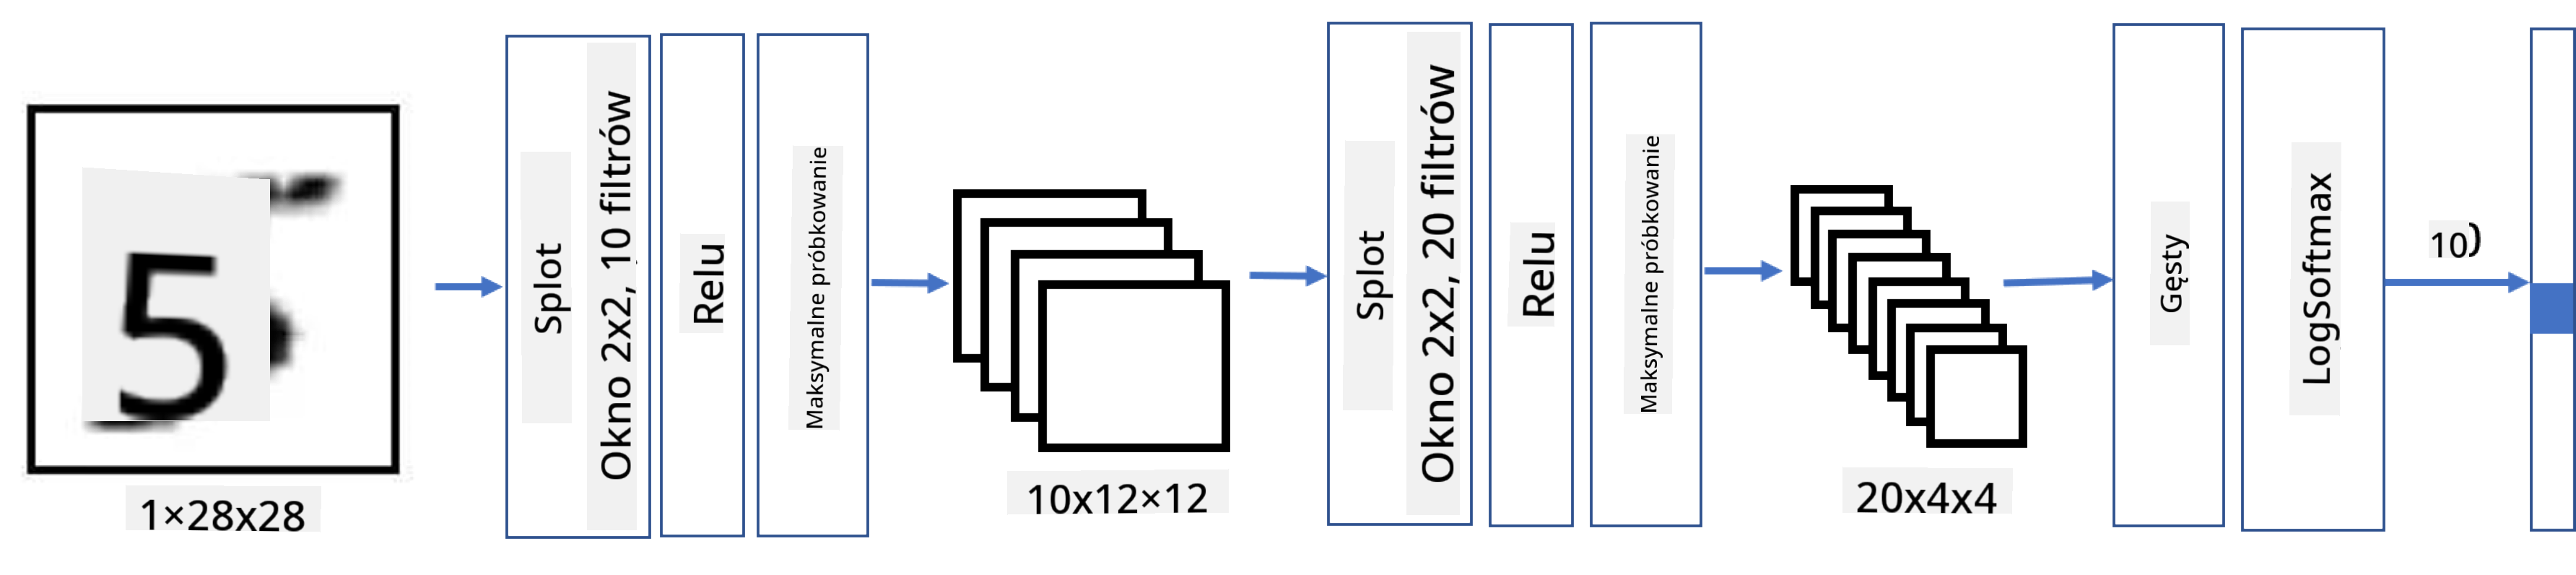 5
1×28x28
Splot
Okno 2x2, 10 filtrów
Relu
Maksymalne próbkowanie
10x12×12
Splot
Okno 2x2, 20 filtrów
Relu
Maksymalne próbkowanie
20x4x4
Gęsty
LogSoftmax
10)